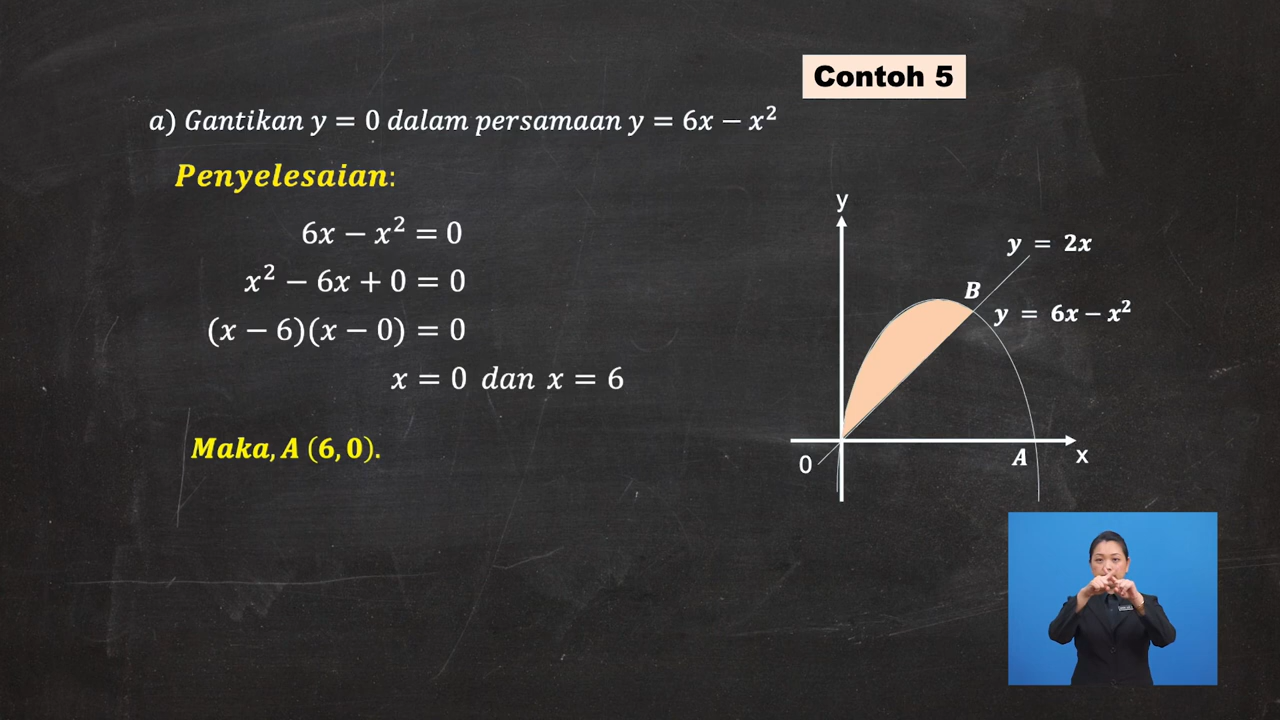 Contoh 5
a) Gantikan y = 0 dalam persamaan y = 6x − x²
Penyelesaian:
6x − x² = 0
x² − 6x + 0 = 0
(x − 6)(x − 0) = 0
x = 0 dan x = 6
Maka, A (6, 0).
y
y = 2x
B
y = 6x − x²
0
A
x